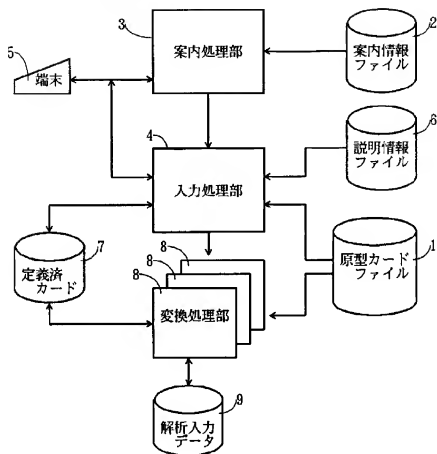 3
案内処理部
2
案内情報
ファイル
5
端末
4
入力処理部
6
説明情報
ファイル
7
定義済
カード
8
8
8
変換処理部
1
原型カード
ファイル
9
解析入力
データ